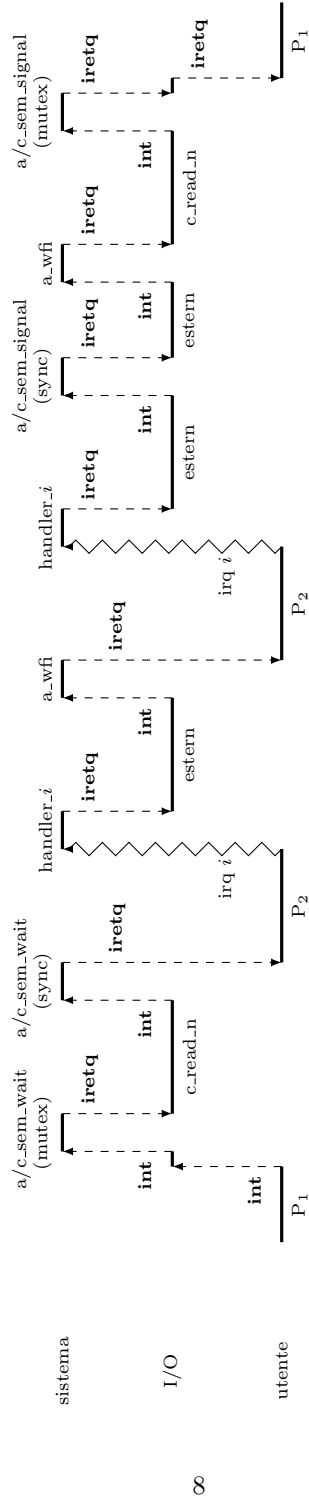 a/c_sem_wait
(mutex)
a/c_sem_wait
(sync)
handler_i
a_wfi
handler_i
a/c_sem_signal
(sync)
a_wfi
a/c_sem_signal
(mutex)
sistema
int
iretq
int
iretq
iretq
int
iretq
iretq
int
iretq
int
iretq
int
iretq
I/O
c_read_n
estern
estern
estern
c_read_n
int
irq i
irq i
utente
P1
P2
P2
P1
8